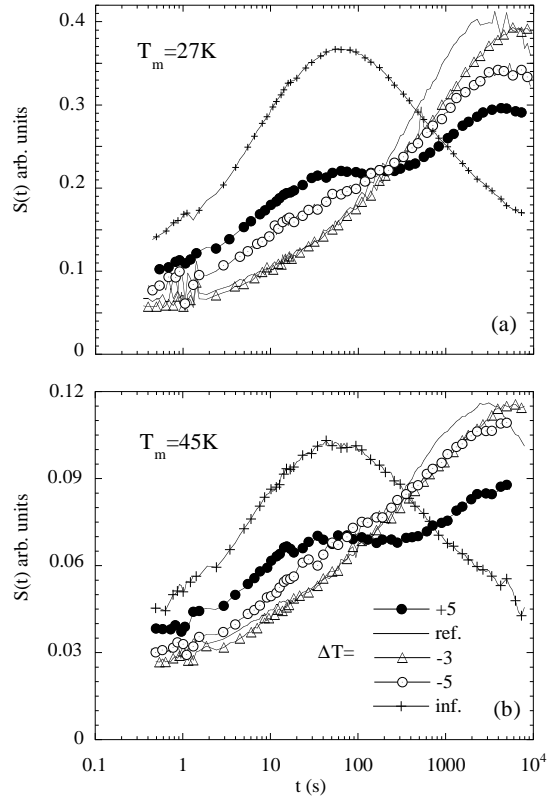 0.4
T_m=27K
0.3
S(t) arb. units
0.2
0.1
(a)
0
0.12
T_m=45K
0.09
S(t) arb. units
0.06
+5
ref.
ΔT=
-3
0.03
-5
inf.
(b)
0
0.1 1 10 100 1000 10^4
t (s)